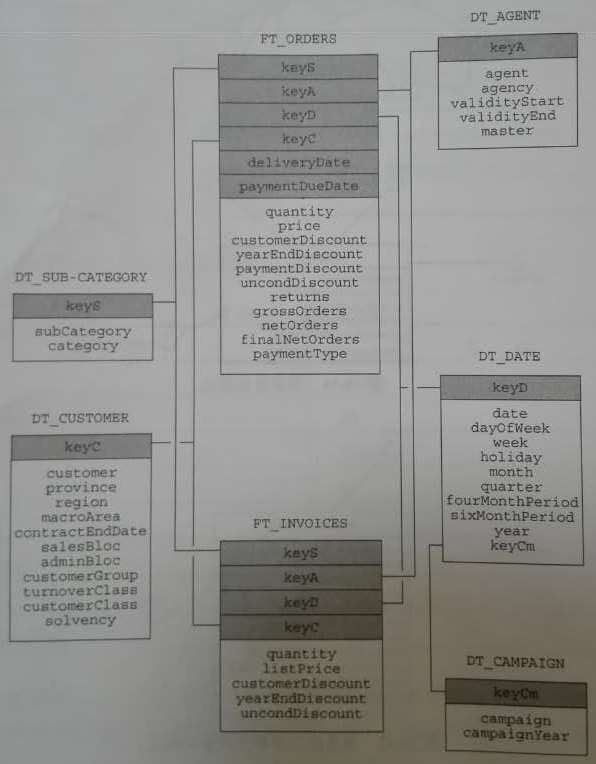 DT_AGENT
keyA
agent
agency
validityStart
validityEnd
master
FT_ORDERS
keyS
keyA
keyD
keyC
deliveryDate
paymentDueDate
quantity
price
customerDiscount
yearEndDiscount
paymentDiscount
uncondDiscount
returns
grossOrders
netOrders
finalNetOrders
paymentType
DT_SUB-CATEGORY
keyS
subCategory
category
DT_CUSTOMER
keyC
customer
province
region
macroArea
contractEndDate
salesBloc
adminBloc
customerGroup
turnoverClass
customerClass
solvency
DT_DATE
keyD
date
dayOfWeek
week
holiday
month
quarter
fourMonthPeriod
sixMonthPeriod
year
keyCm
FT_INVOICES
keyS
keyA
keyD
keyC
quantity
listPrice
customerDiscount
yearEndDiscount
uncondDiscount
DT_CAMPAIGN
keyCm
campaign
campaignYear